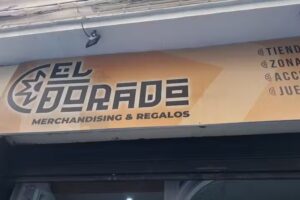 EL
DORADO
MERCHANDISING & REGALOS
TIEND
ZONA
ACC
JUE